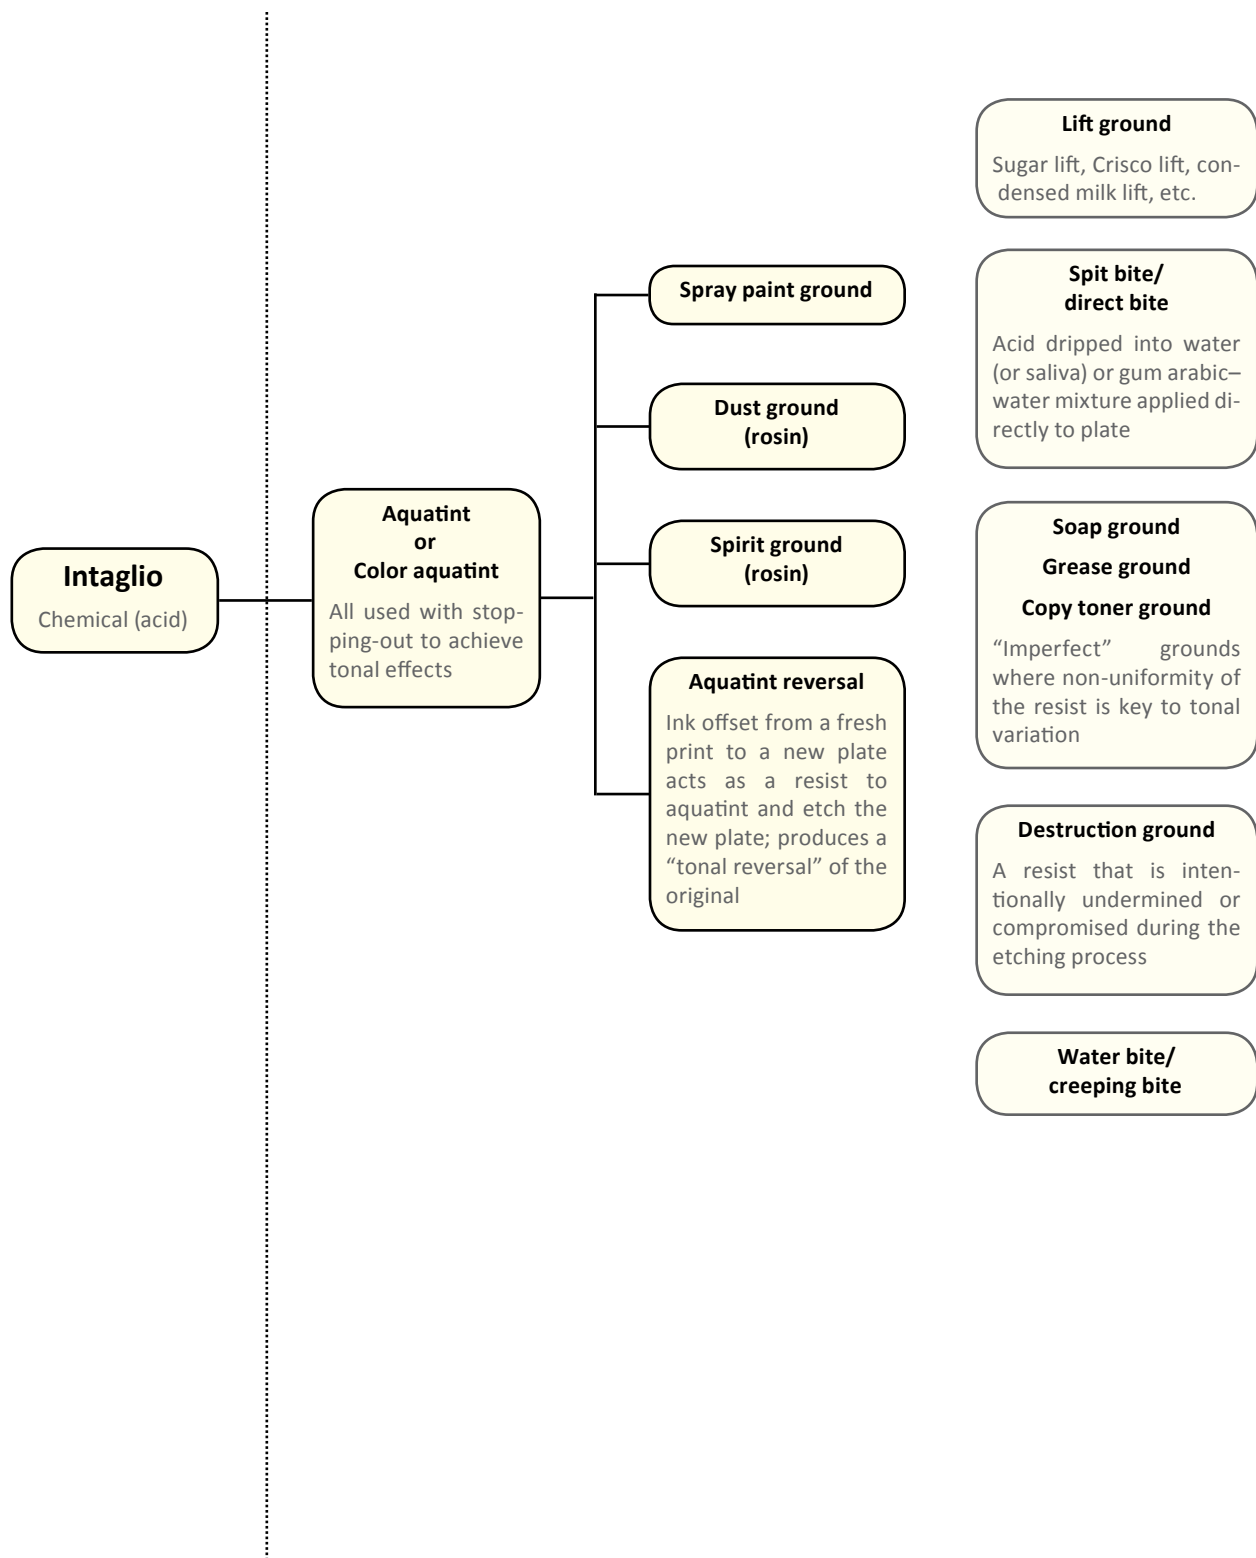 Intaglio
Chemical (acid)
Aquatint
or
Color aquatint
All used with stop-
ping-out to achieve
tonal effects
Spray paint ground
Dust ground
(rosin)
Spirit ground
(rosin)
Aquatint reversal
Ink offset from a fresh
print to a new plate
acts as a resist to
aquatint and etch the
new plate; produces a
“tonal reversal” of the
original
Lift ground
Sugar lift, Crisco lift, con-
densed milk lift, etc.
Spit bite/
direct bite
Acid dripped into water
(or saliva) or gum arabic–
water mixture applied di-
rectly to plate
Soap ground
Grease ground
Copy toner ground
“Imperfect” grounds
where non-uniformity of
the resist is key to tonal
variation
Destruction ground
A resist that is inten-
tionally undermined or
compromised during the
etching process
Water bite/
creeping bite